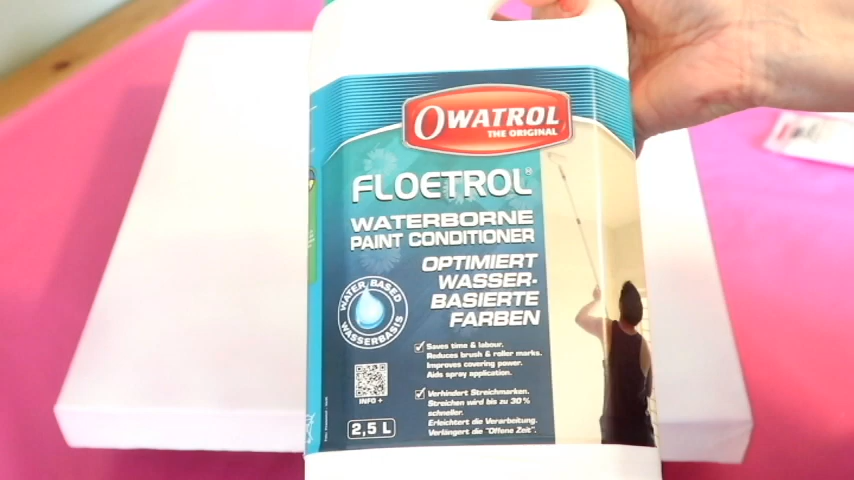 OWATROL
THE ORIGINAL
FLOETROL®
WATERBORNE
PAINT CONDITIONER
OPTIMIERT
WASSER-
BASIERTE
FARBEN
WATER BASED
WASSERBASIS
Saves time & labour.
Reduces brush & roller marks.
Improves covering power.
Aids spray application.
INFO +
Verhindert Streichmarken.
Streichen wird bis zu 30%
schneller.
Erleichtert die Verarbeitung.
Verlängert die "Offene Zeit".
2,5 L